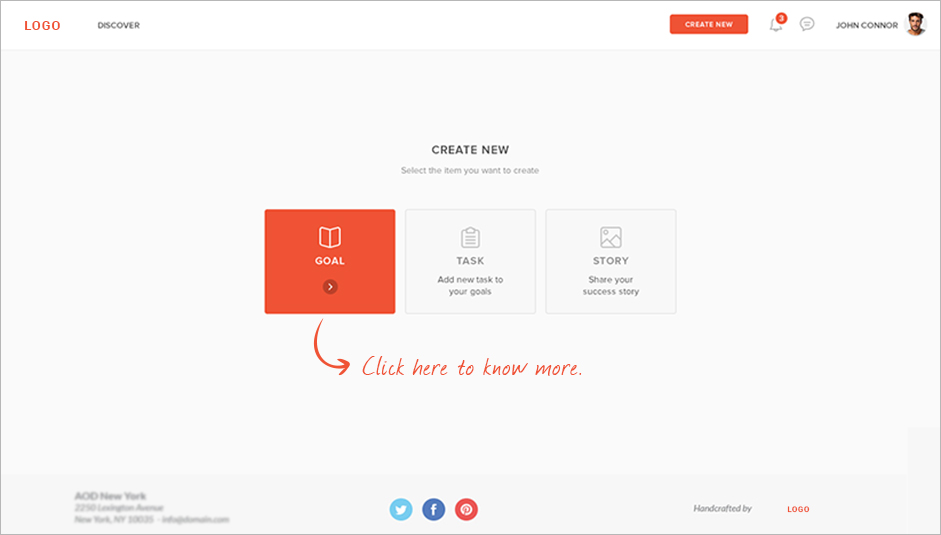 LOGO
DISCOVER
CREATE NEW
3
JOHN CONNOR
CREATE NEW
Select the item you want to create
GOAL
TASK
Add new task to
your goals
STORY
Share your
success story
Click here to know more.
AOD New York
2250 Lexington Avenue
New York, NY 10035 - info@domain.com
Handcrafted by
LOGO